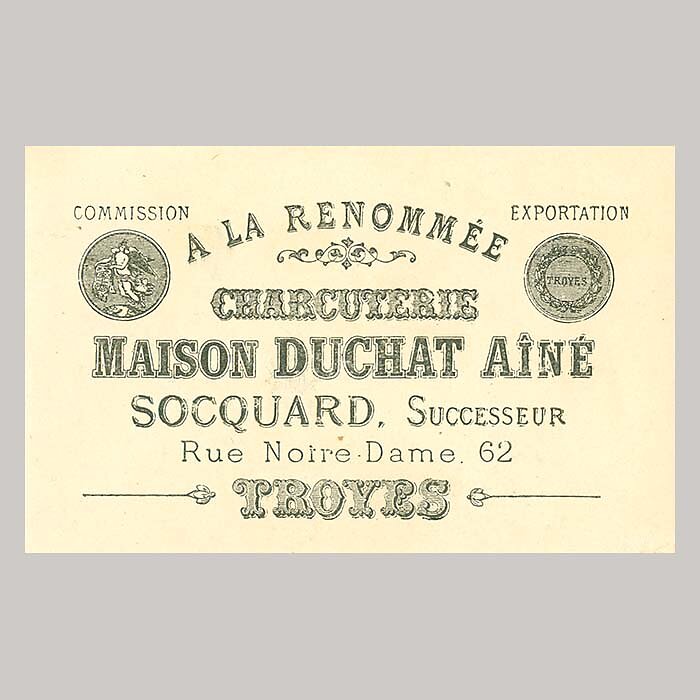 COMMISSION
EXPORTATION
A LA RENOMMÉE
TROYES
CHARCUTERIE
MAISON DUCHAT AÎNÉ
SOCQUARD, SUCCESSEUR
Rue Notre-Dame. 62
TROYES